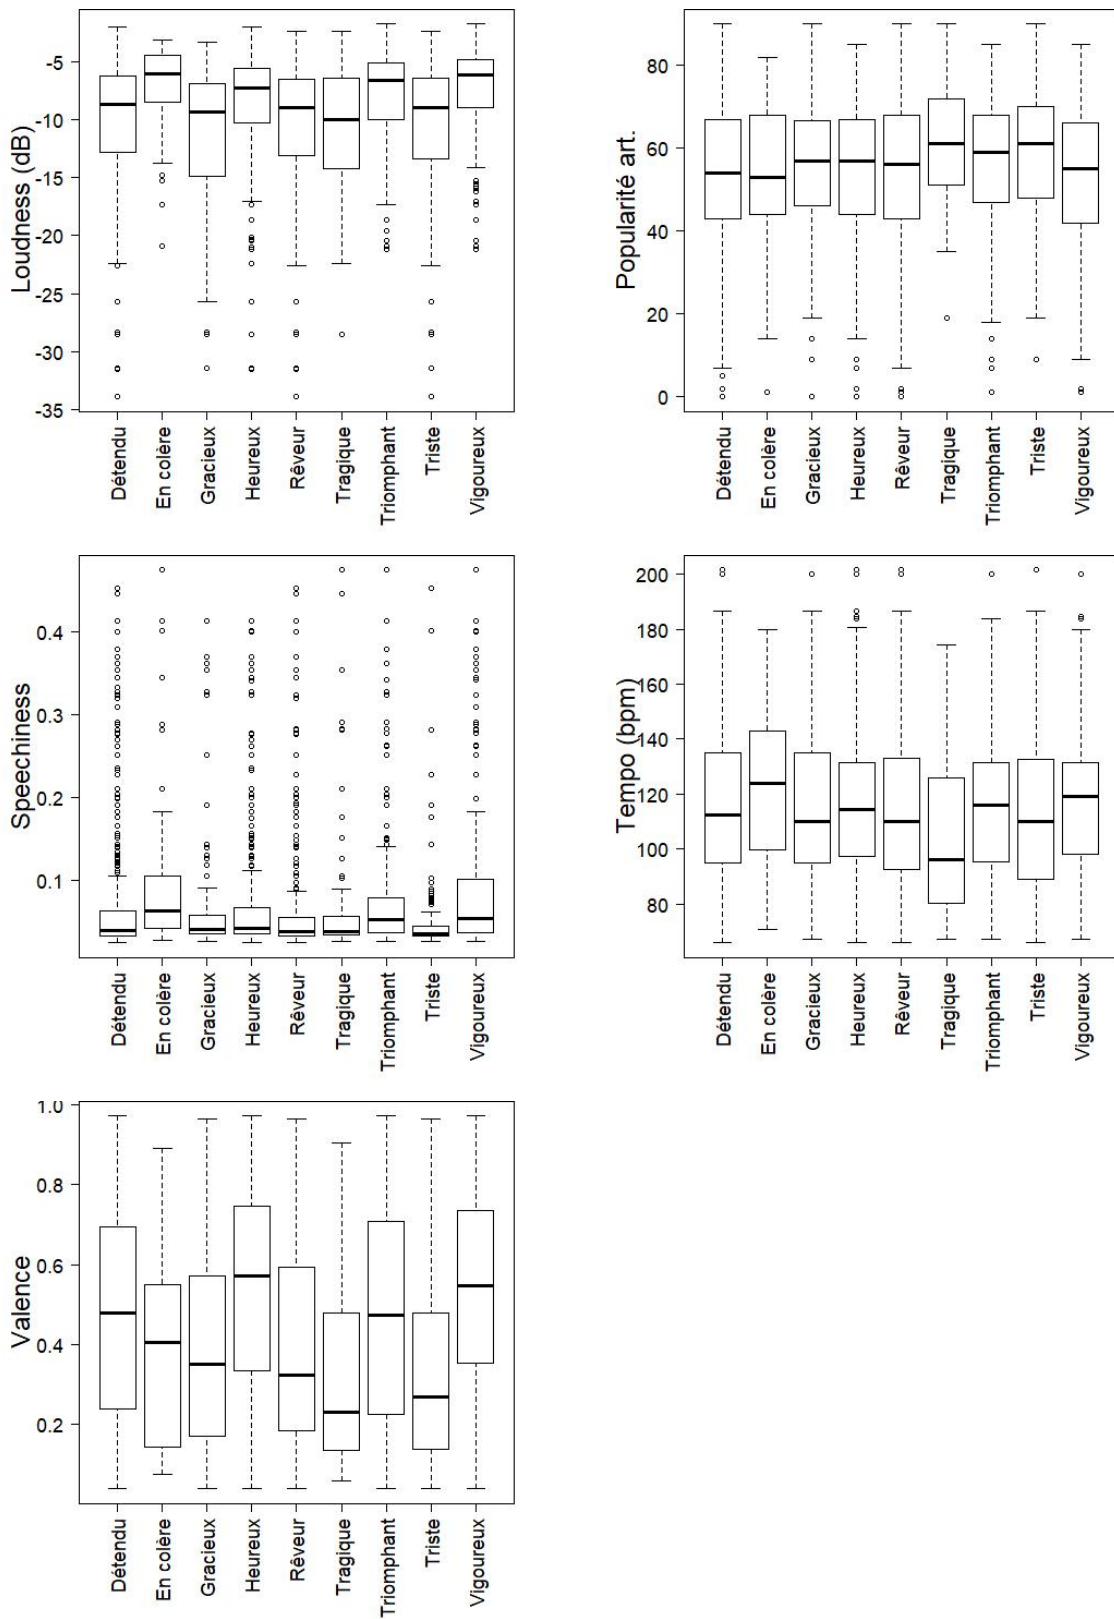 Loudness (dB)
-5
-10
-15
-20
-25
-30
-35
Détendu
En colère
Gracieux
Heureux
Rêveur
Tragique
Triomphant
Triste
Vigoureux
Popularité art.
80
60
40
20
0
Détendu
En colère
Gracieux
Heureux
Rêveur
Tragique
Triomphant
Triste
Vigoureux
Speechiness
0.4
0.3
0.2
0.1
Détendu
En colère
Gracieux
Heureux
Rêveur
Tragique
Triomphant
Triste
Vigoureux
Tempo (bpm)
200
180
160
140
120
100
80
Détendu
En colère
Gracieux
Heureux
Rêveur
Tragique
Triomphant
Triste
Vigoureux
Valence
1.0
0.8
0.6
0.4
0.2
Détendu
En colère
Gracieux
Heureux
Rêveur
Tragique
Triomphant
Triste
Vigoureux